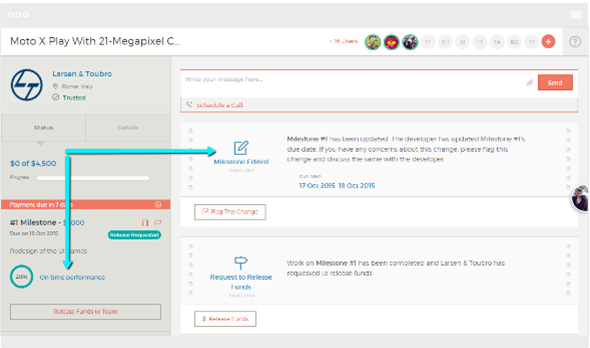 Moto X Play With 21-Megapixel C...
+ 16 Users
?
Larsen & Toubro
Rome, Italy
Trusted
Status
Details
$0 of $4,500
Progress
Payment due in 7 days
#1 Milestone -
Due on 18 Oct 2015
Release Requested
Redesign of the UI
On time performance
Release Funds to Team
Write your message here...
Send
Schedule a Call
Milestone Edited
Milestone #1 has been updated. The developer has updated Milestone #1's
due date. If you have any concerns about this change, please flag this
change and discuss the same with the developer.
Due Date
17 Oct 2015 18 Oct 2015
Flag This Change
Request to Release
Funds
Work on Milestone #1 has been completed and Larsen & Toubro has
requested to release funds.
$ Release Funds